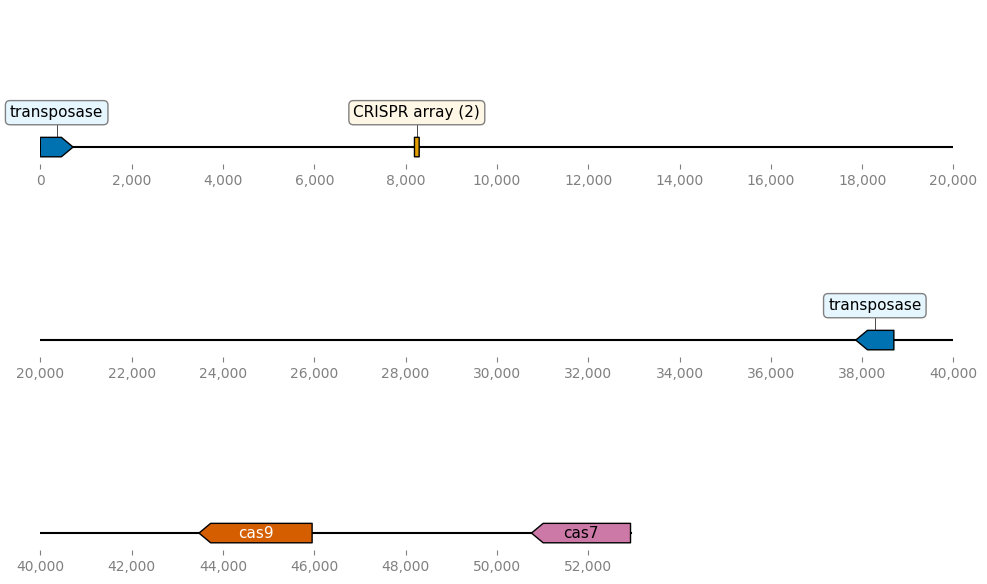 transposase CRISPR array (2)
0 2,000 4,000 6,000 8,000 10,000 12,000 14,000 16,000 18,000 20,000
transposase
20,000 22,000 24,000 26,000 28,000 30,000 32,000 34,000 36,000 38,000 40,000
cas9 cas7
40,000 42,000 44,000 46,000 48,000 50,000 52,000